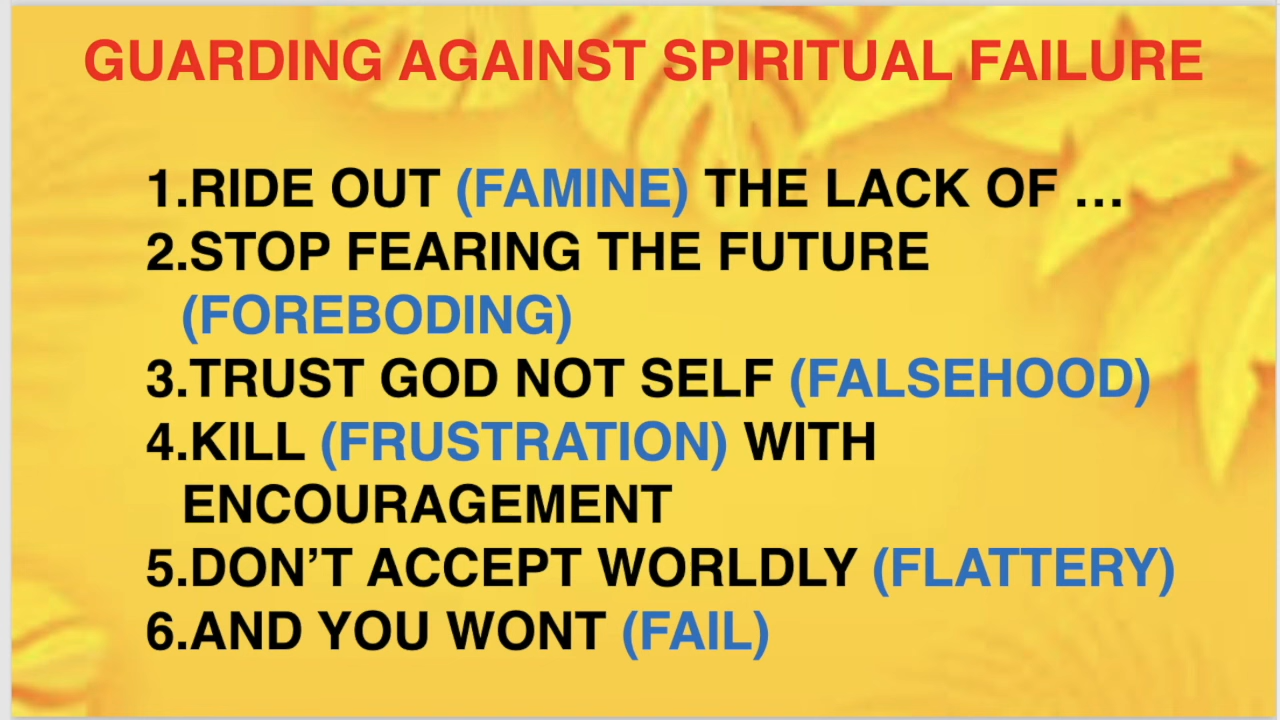 GUARDING AGAINST SPIRITUAL FAILURE
1.RIDE OUT (FAMINE) THE LACK OF …
2.STOP FEARING THE FUTURE
(FOREBODING)
3.TRUST GOD NOT SELF (FALSEHOOD)
4.KILL (FRUSTRATION) WITH
ENCOURAGEMENT
5.DON’T ACCEPT WORLDLY (FLATTERY)
6.AND YOU WONT (FAIL)